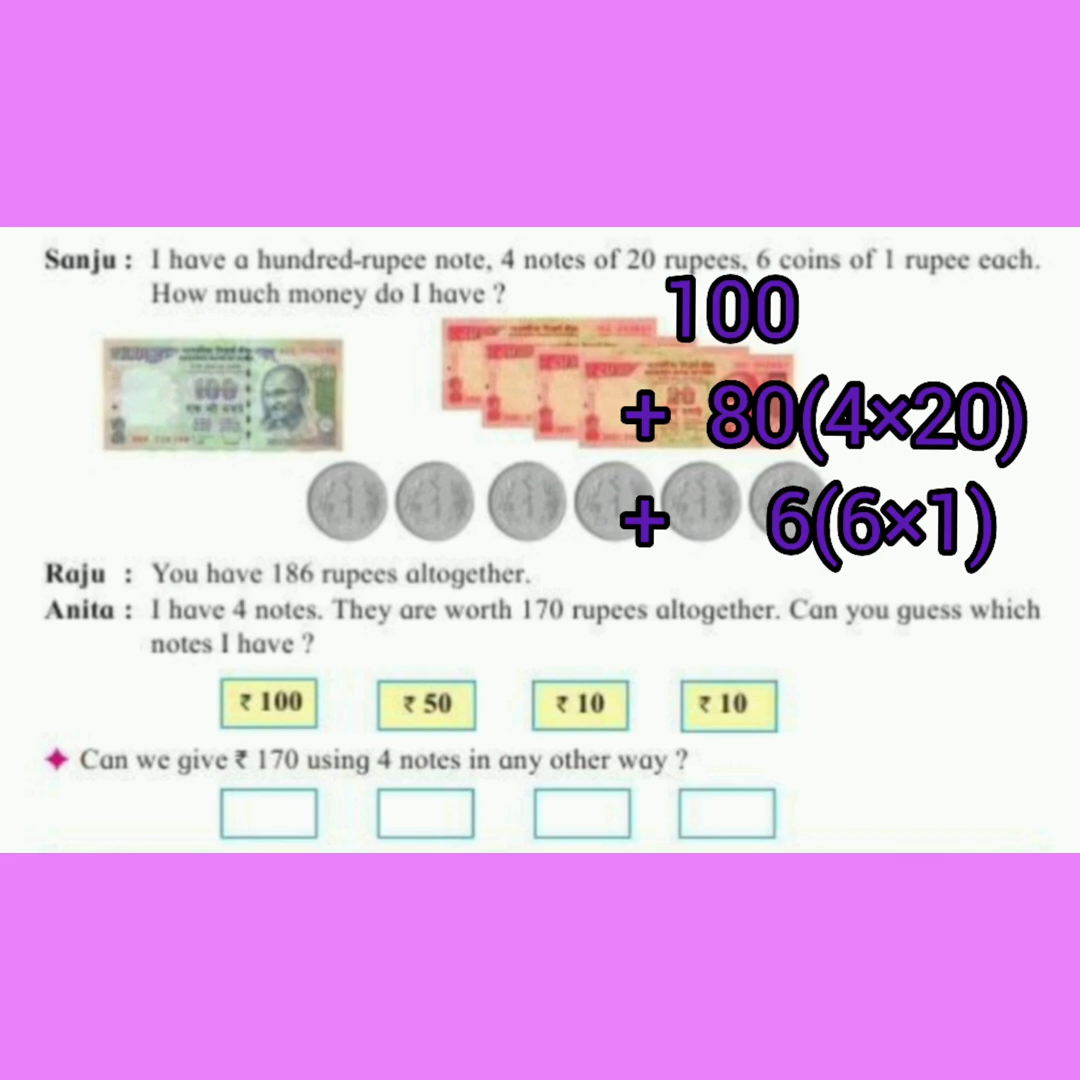 Sanju : I have a hundred-rupee note, 4 notes of 20 rupees, 6 coins of 1 rupee each.
How much money do I have ?
100
+ 80(4×20)
+ 6(6×1)
100
20
Raju : You have 186 rupees altogether.
Anita : I have 4 notes. They are worth 170 rupees altogether. Can you guess which
notes I have ?
₹ 100 ₹ 50 ₹ 10 ₹ 10
Can we give ₹ 170 using 4 notes in any other way ?